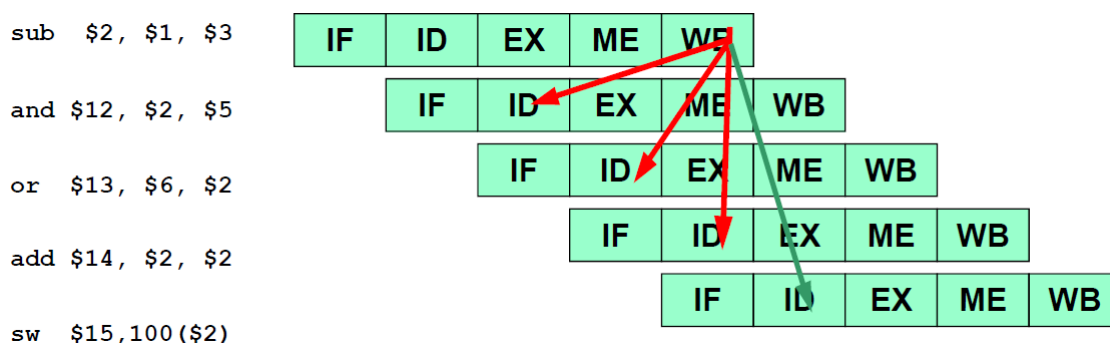 sub $2, $1, $3 IF ID EX ME WB
and $12, $2, $5 IF ID EX ME WB
or $13, $6, $2 IF ID EX ME WB
add $14, $2, $2 IF ID EX ME WB
sw $15,100($2) IF ID EX ME WB